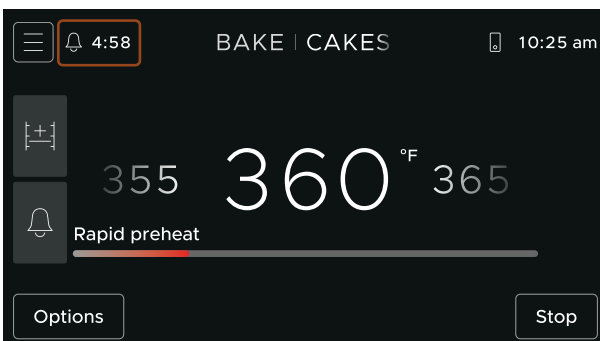 4:58 BAKE | CAKES 10:25 am
355 360 °F 365
Rapid preheat
Options Stop